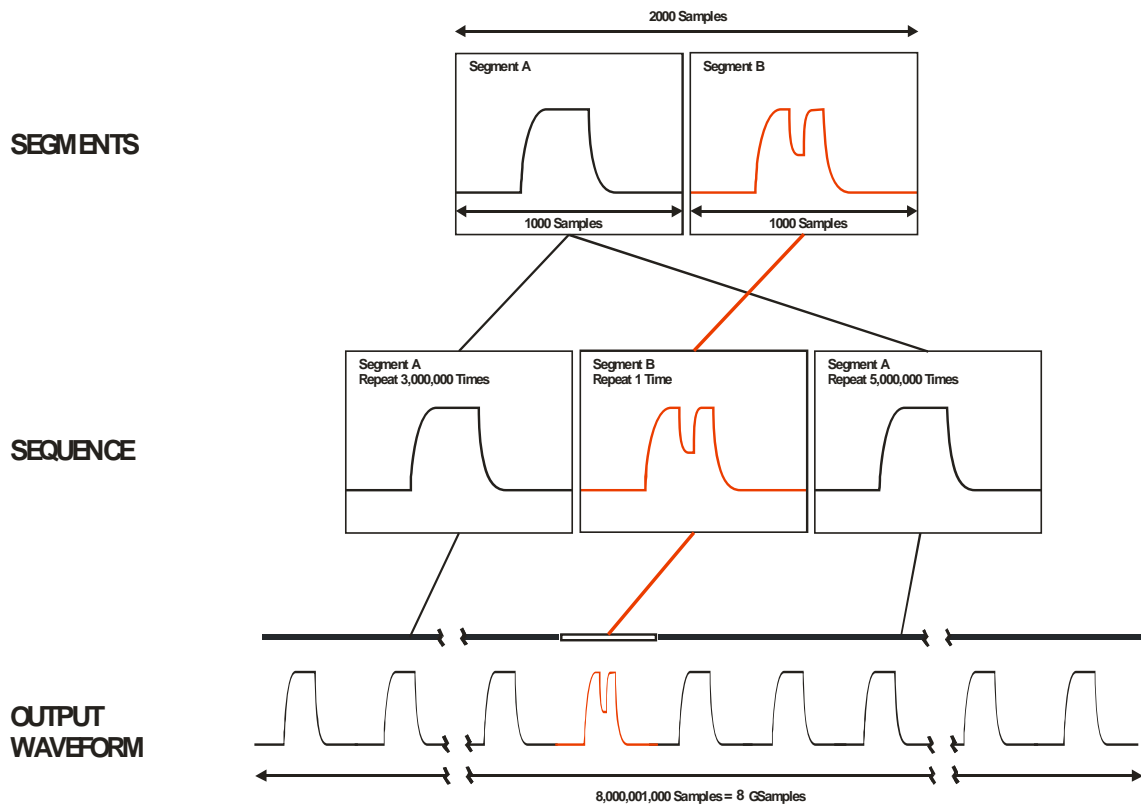 2000 Samples
Segment A
Segment B
SEGMENTS
1000 Samples
1000 Samples
Segment A
Repeat 3,000,000 Times
Segment B
Repeat 1 Time
Segment A
Repeat 5,000,000 Times
SEQUENCE
OUTPUT
WAVEFORM
8,000,001,000 Samples = 8 GSamples